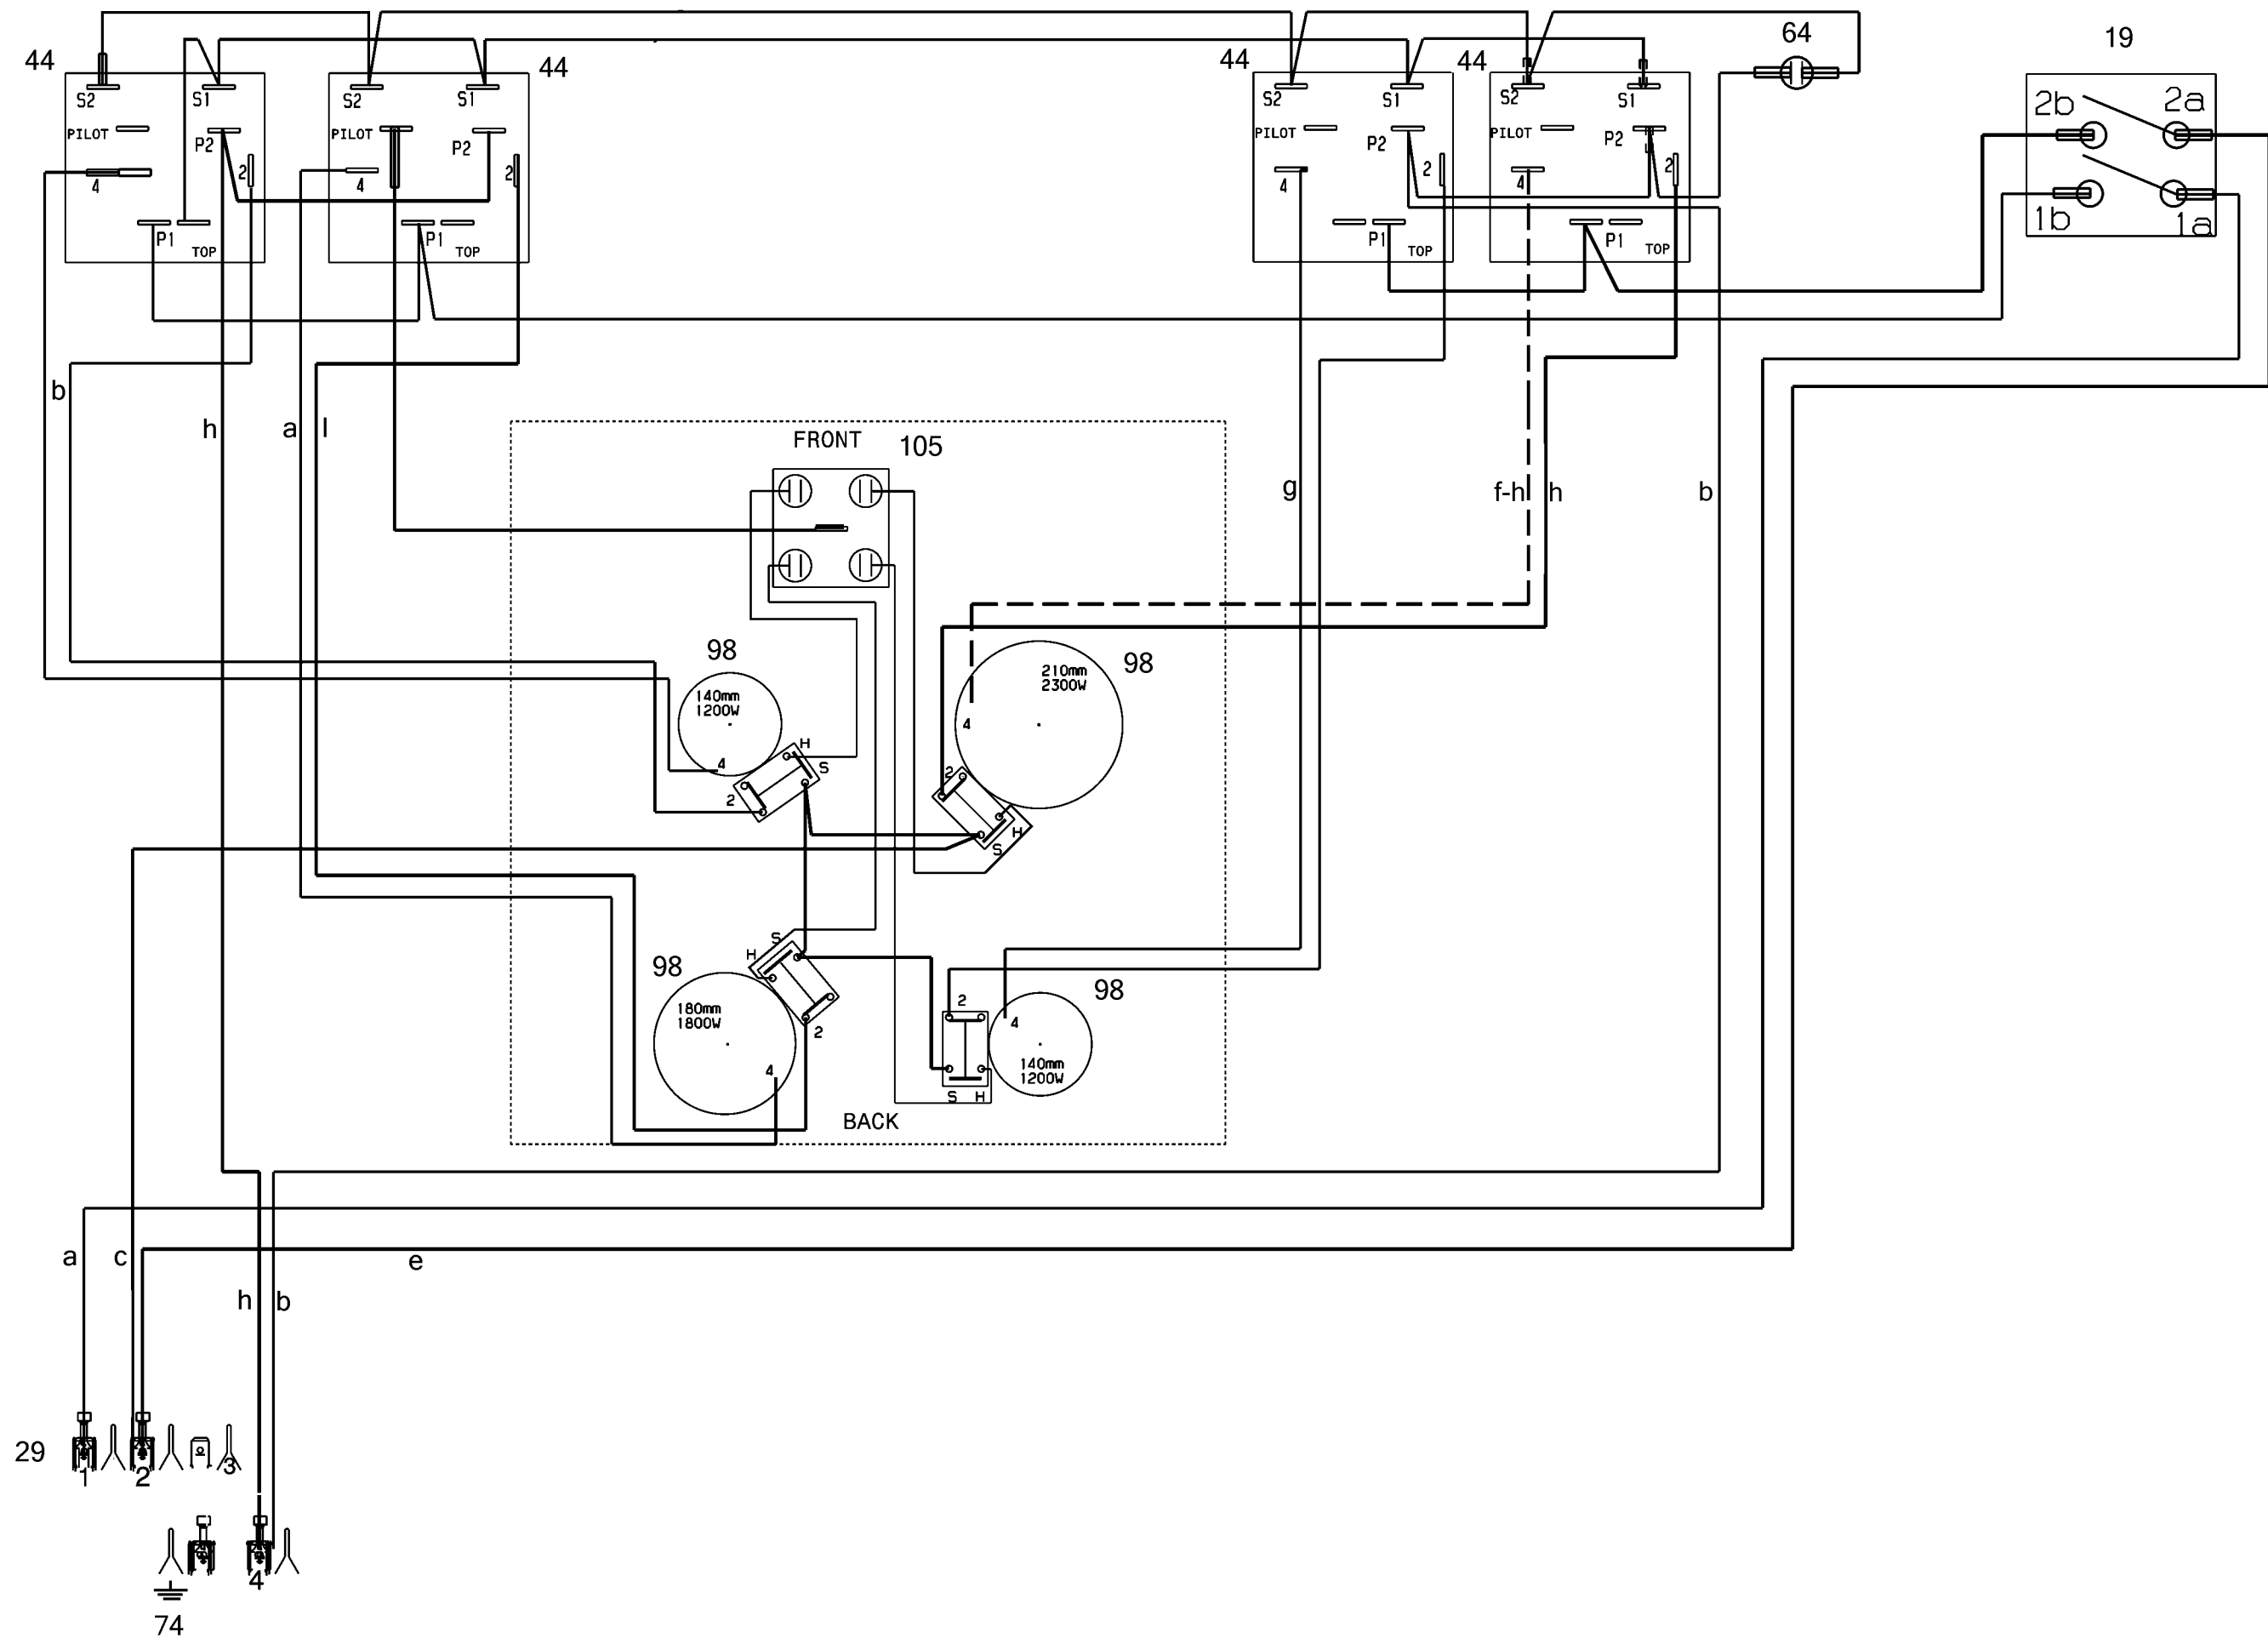 44
S2
S1
PILOT
P2
2
4
P1
TOP
44
S2
S1
PILOT
P2
2
4
P1
TOP
44
S2
S1
PILOT
P2
2
4
P1
TOP
44
S2
S1
PILOT
P2
2
4
P1
TOP
64
19
2b
2a
1b
1a
b
h
a
l
g
f-h
h
b
FRONT
105
98
140mm
1200W
4
H
S
2
98
210mm
2300W
4
2
H
S
98
S
H
180mm
1800W
4
2
98
2
4
140mm
1200W
S
H
BACK
a
c
e
h
b
29
1
2
3
4
74